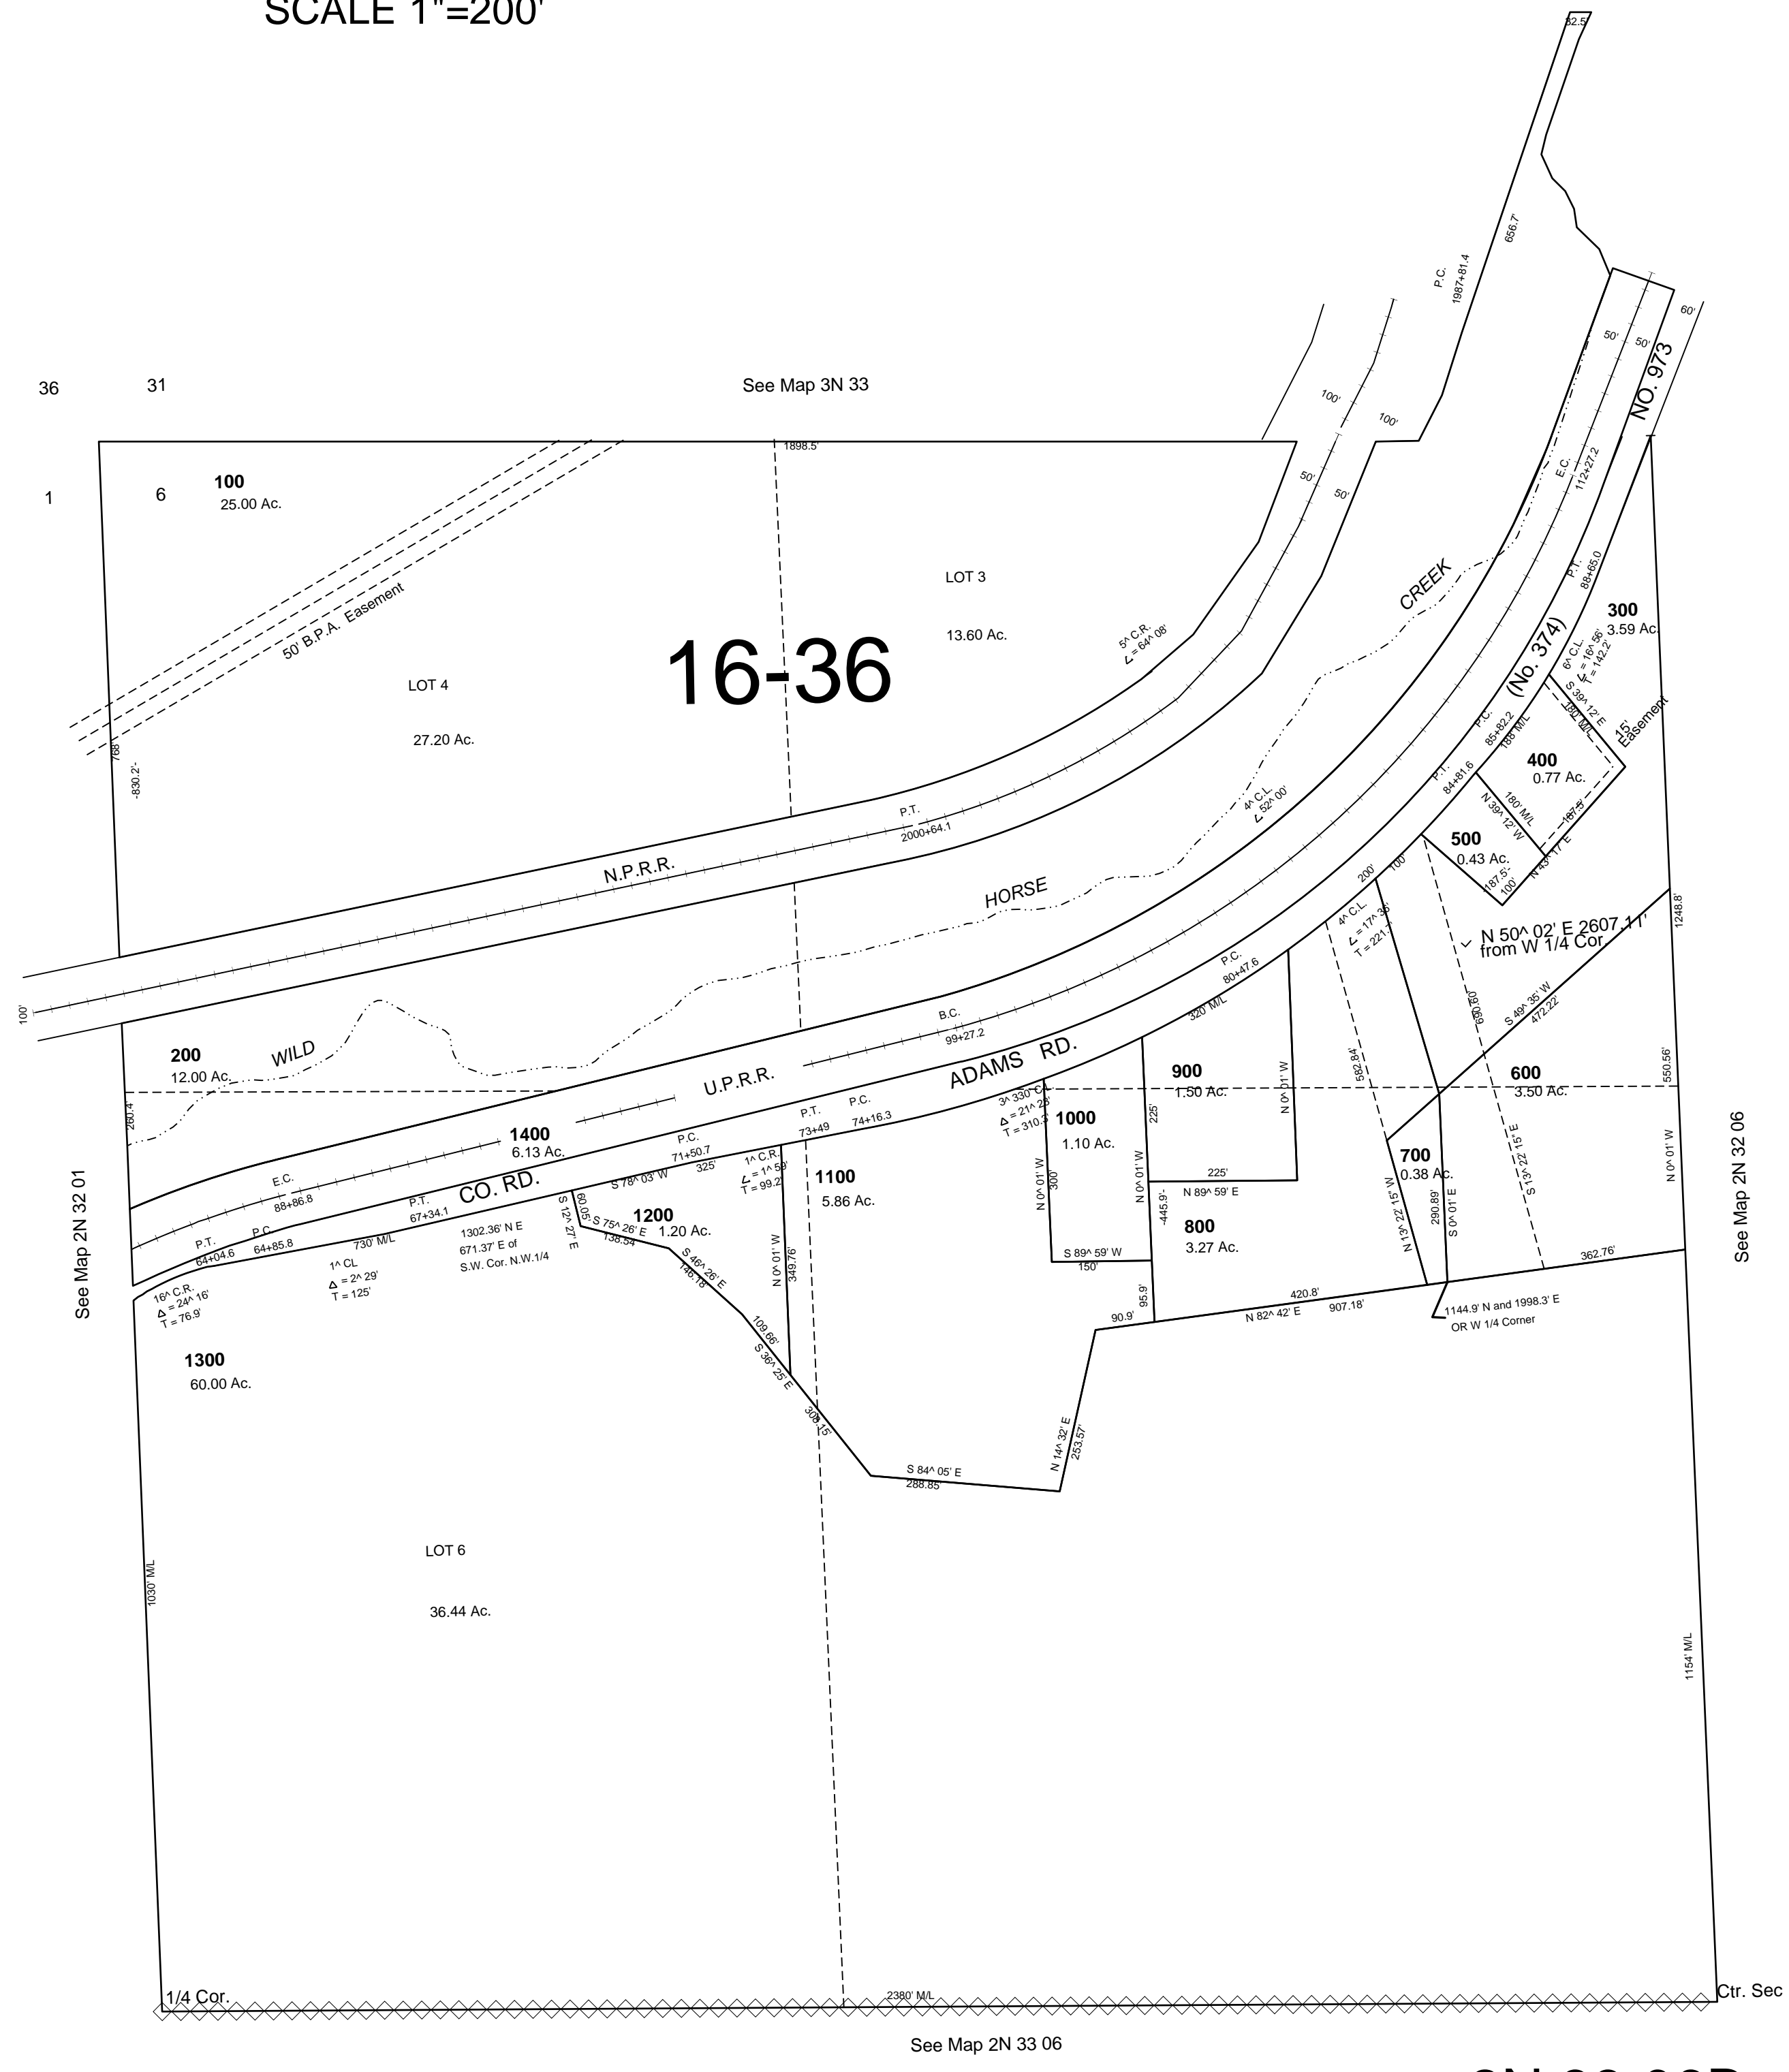 SCALE 1"=200'
32.5'
656.7'
P.C.
1987+81.4
60'
50'
50'
NO. 973
36
31
See Map 3N 33
100'
100'
1898.5'
1
6
100
25.00 Ac.
50'
50'
E.C.
112+27.2
50' B.P.A. Easement
LOT 3
13.60 Ac.
16-36
5^ C.R.
∠ = 64^ 08'
CREEK
P.T.
88+65.0
300
3.59 Ac.
(No. 374)
6^ C.L.
∠ = 16^ 56'
T = 142.2'
LOT 4
27.20 Ac.
768'
-830.2'-
S 39^ 12' E
180' M/L
15'
Easement
P.C.
85+82.2
188' M/L
400
0.77 Ac.
P.T.
84+81.6
180' M/L
N 39^ 12' W
187.5'
4^ C.L.
∠ 52^ 00'
P.T.
2000+64.1
N.P.R.R.
500
0.43 Ac.
187.5'-
100'
N 43^ 17' E
HORSE
200'
100'
4^ C.L.
∠ = 17^ 36'
T = 221.
1248.8'
N 50^ 02' E 2607.11'
from W 1/4 Cor.
P.C.
80+47.6
320' M/L
100'
S 49^ 35' W
472.22'
B.C.
99+27.2
ADAMS RD.
WILD
200
12.00 Ac.
U.P.R.R.
260.4'
582.84'
550.56'
900
1.50 Ac.
N 0^ 01' W
600
3.50 Ac.
3^ 330' C/L
Δ = 21^ 28'
T = 310.3'
1000
1.10 Ac.
225'
P.C.
74+16.3
P.T.
73+49
1400
6.13 Ac.
P.C.
71+50.7
325'
S 78^ 03' W
1^ C.R.
∠ = 1^ 59'
T = 99.2'
1100
5.86 Ac.
N 0^ 01' W
300'
N 0^ 01' W
225'
N 89^ 59' E
-445.9'-
700
0.38 Ac.
S 13^ 22' 15" E
N 0^ 01' W
See Map 2N 32 01
See Map 2N 32 06
E.C.
88+86.8
CO. RD.
P.T.
67+34.1
P.C.
64+85.8
P.T.
64+04.6
730' M/L
1302.36' N E
671.37' E of
S.W. Cor. N.W.1/4
60.05'
S 12^ 27' E
S 75^ 26' E
138.54'
1200
1.20 Ac.
S 46^ 26' E
146.18'
N 0^ 01' W
349.76'
800
3.27 Ac.
S 89^ 59' W
150'
N 13^ 22' 15" W
290.89'
S 0^ 01' E
362.76'
1^ CL
Δ = 2^ 29'
T = 125'
16^ C.R.
Δ = 24^ 16'
T = 76.9'
95.9'
90.9'
420.8'
N 82^ 42' E
907.18'
1144.9' N and 1998.3' E
OR W 1/4 Corner
109.66'
S 36^ 25' E
1300
60.00 Ac.
308.15'
N 14^ 32' E
253.57'
S 84^ 05' E
288.85'
LOT 6
36.44 Ac.
1030' M/L
1154' M/L
1/4 Cor.
2380' M/L
Ctr. Sec
See Map 2N 33 06